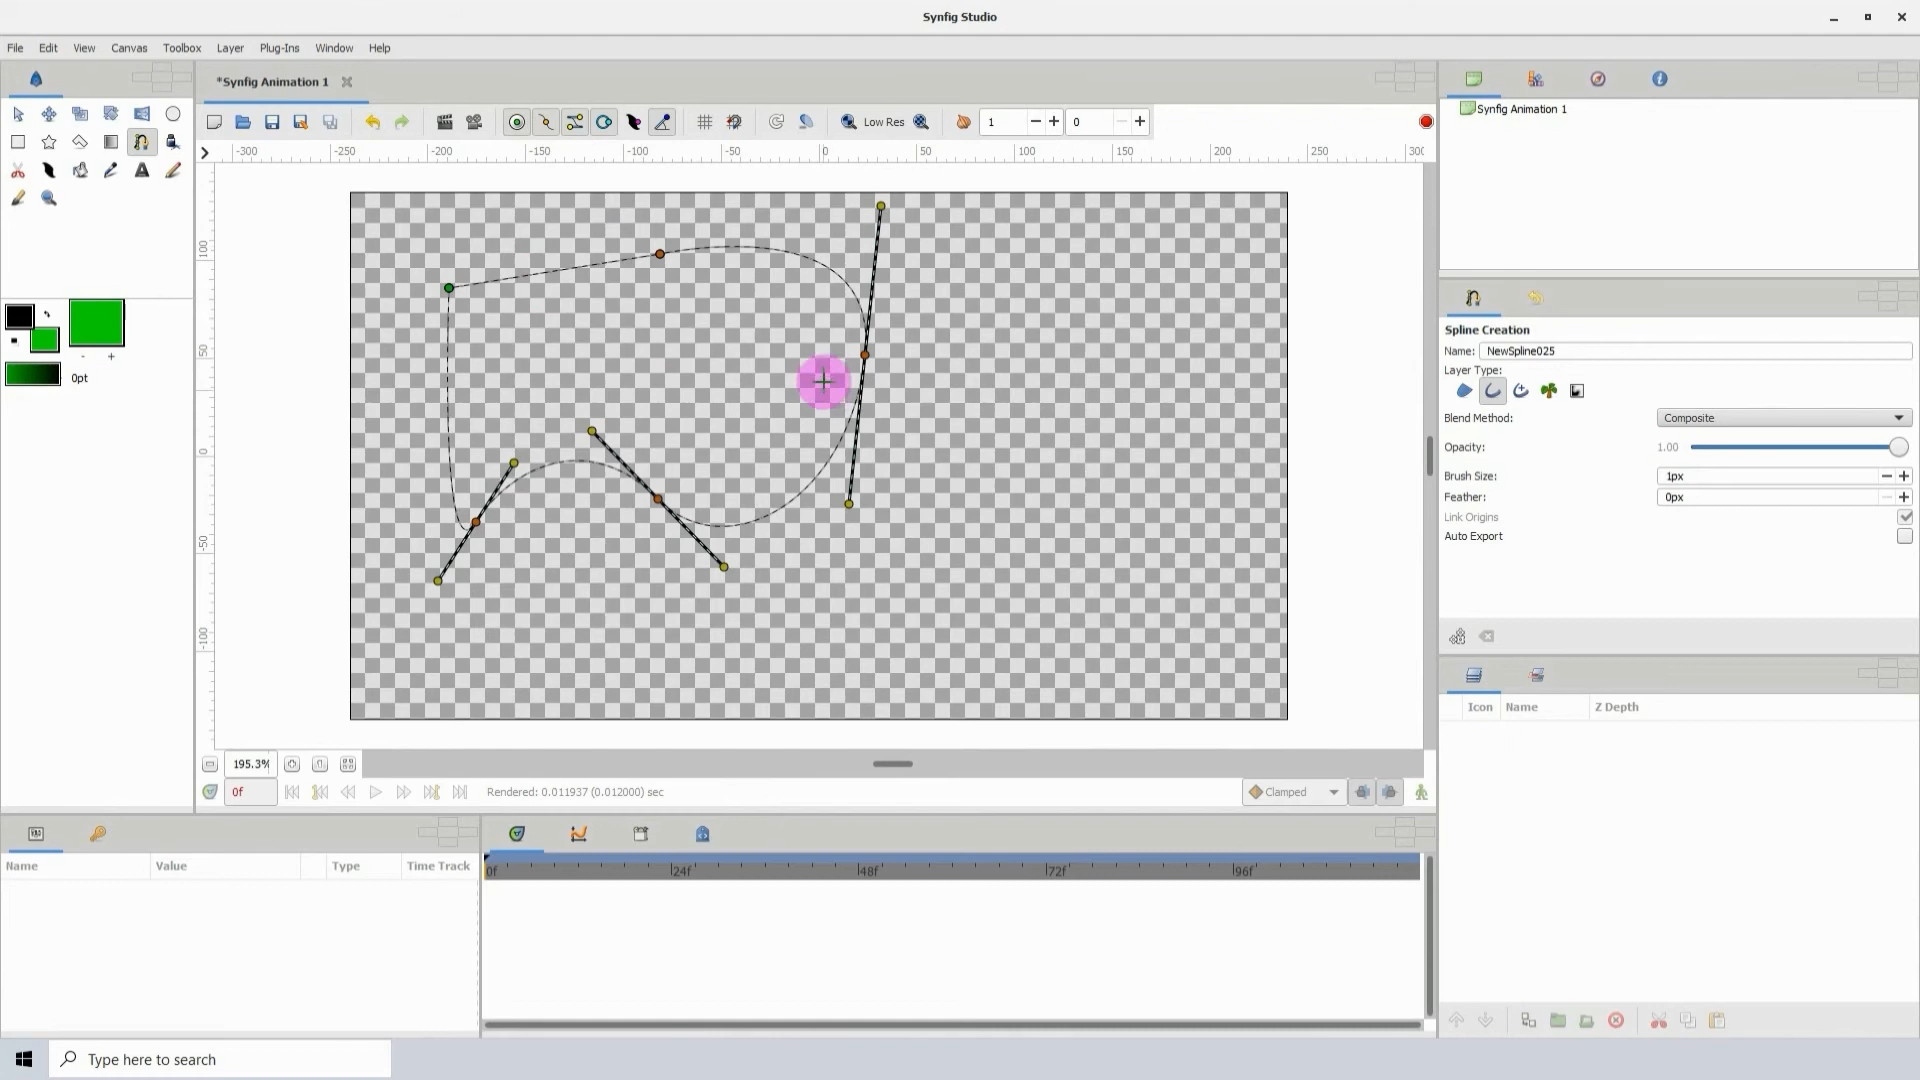 Synfig Studio
File Edit View Canvas Toolbox Layer Plug-Ins Window Help
*Synfig Animation 1
Low Res 1 0
-300 -250 -200 -150 -100 -50 0 50 100 150 200 250 300
100
50
0
-50
-100
0pt
195.3%
0f
Rendered: 0.011937 (0.012000) sec
Clamped
Synfig Animation 1
Spline Creation
Name: NewSpline025
Layer Type:
Blend Method: Composite
Opacity: 1.00
Brush Size: 1px
Feather: 0px
Link Origins
Auto Export
Icon Name Z Depth
Name Value Type Time Track
0f 24f 48f 72f 96f
Type here to search